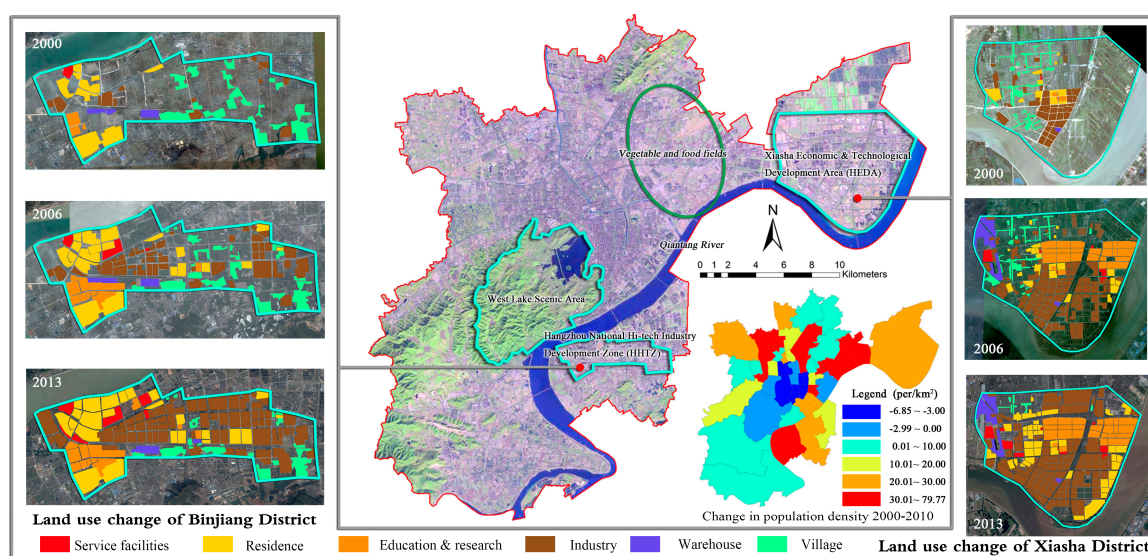 2000
2006
2013
Land use change of Binjiang District
Vegetable and food fields
Xiasha Economic & Technological
Development Area (HEDA)
Qiantang River
N
0 1 2 4 6 8 10
Kilometers
West Lake Scenic Area
Hangzhou National Hi-tech Industry
Development Zone (HHTZ)
Legend (per/km²)
-6.85 ~ -3.00
-2.99 ~ 0.00
0.01 ~ 10.00
10.01 ~ 20.00
20.01 ~ 30.00
30.01 ~ 79.77
Change in population density 2000-2010
2000
2006
2013
Land use change of Xiasha District
Service facilities Residence Education & research Industry Warehouse Village